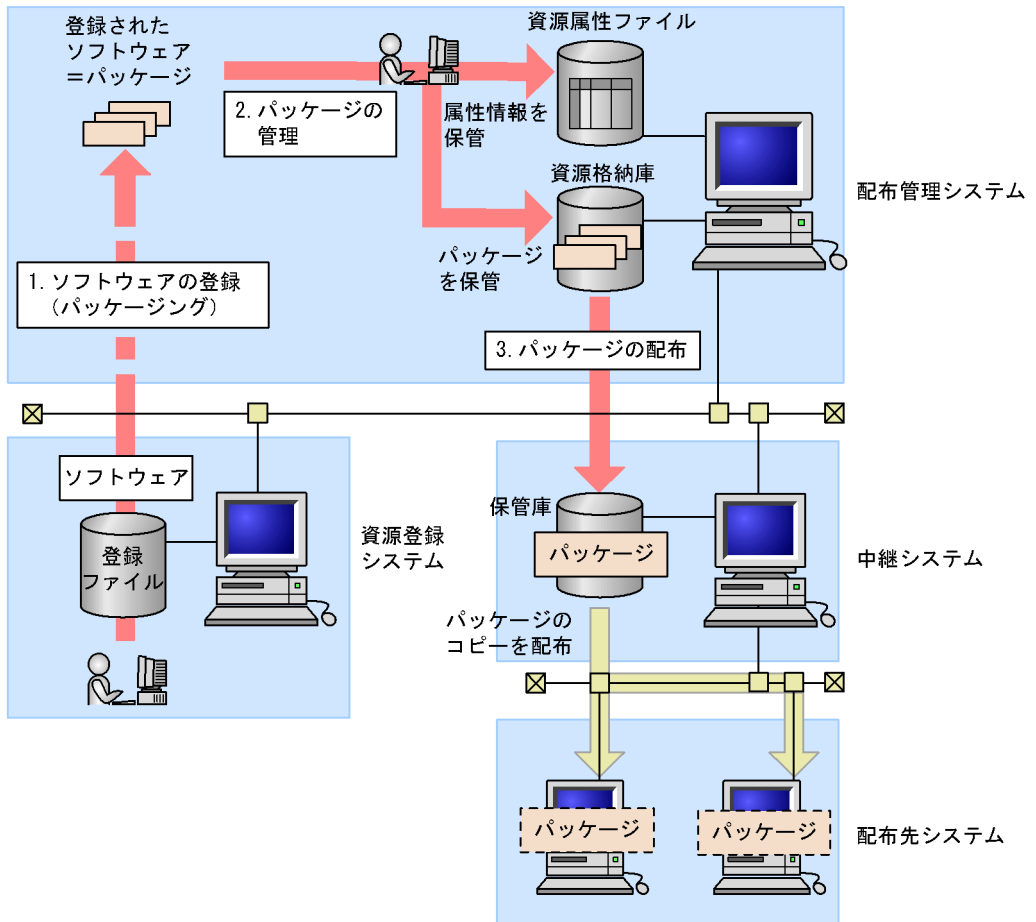 登録された
ソフトウェア
＝パッケージ
資源属性ファイル
2. パッケージの
管理
属性情報を
保管
資源格納庫
配布管理システム
パッケージ
を保管
1. ソフトウェアの登録
（パッケージング）
3. パッケージの配布
ソフトウェア
登録
ファイル
資源登録
システム
保管庫
パッケージ
中継システム
パッケージの
コピーを配布
パッケージ
パッケージ
配布先システム